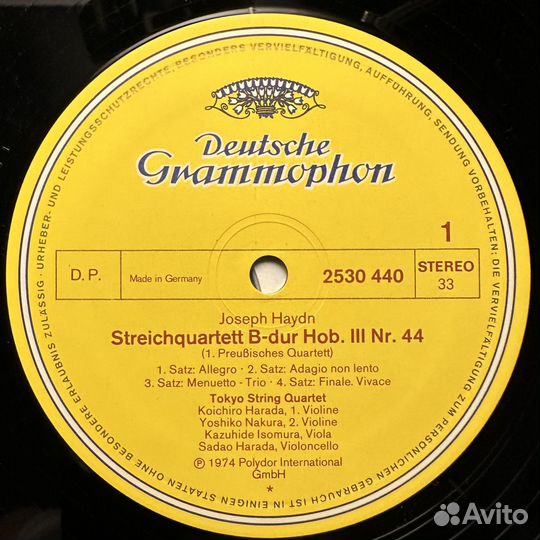 URHEBER- UND LEISTUNGSSCHUTZRECHTE, BESONDERS VERVIELFÄLTIGUNG, AUFFÜHRUNG, SENDUNG VORBEHALTEN; DIE VERVIELFÄLTIGUNG ZUM PERSÖNLICHEN GEBRAUCH IST IN EINIGEN STAATEN OHNE BESONDERE ERLAUBNIS ZULÄSSIG ·
Deutsche
Grammophon
1
D. P.
Made in Germany
2530 440
STEREO
33
Joseph Haydn
Streichquartett B-dur Hob. III Nr. 44
(1. Preußisches Quartett)
1. Satz: Allegro · 2. Satz: Adagio non lento
3. Satz: Menuetto - Trio · 4. Satz: Finale. Vivace
Tokyo String Quartet
Koichiro Harada, 1. Violine
Yoshiko Nakura, 2. Violine
Kazuhide Isomura, Viola
Sadao Harada, Violoncello
Ⓟ 1974 Polydor International
GmbH
*
Avito